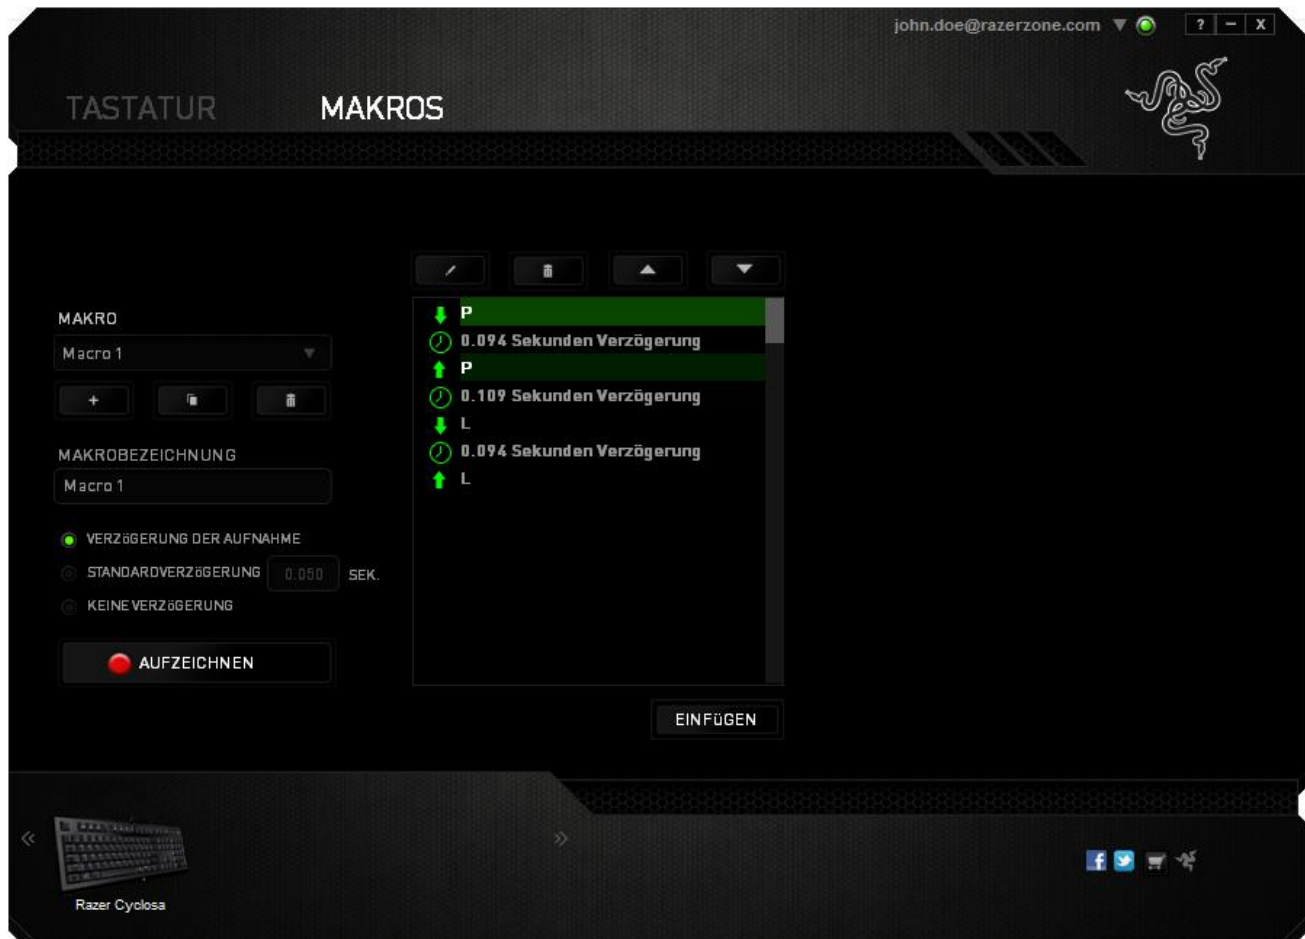 john.doe@razerzone.com
? – X
TASTATUR MAKROS
MAKRO
Macro 1
+
MAKROBEZEICHNUNG
Macro 1
VERZöGERUNG DER AUFNAHME
STANDARDVERZöGERUNG 0.050 SEK.
KEINE VERZöGERUNG
AUFZEICHNEN
P
0.094 Sekunden Verzögerung
P
0.109 Sekunden Verzögerung
L
0.094 Sekunden Verzögerung
L
EINFüGEN
Razer Cyclosa